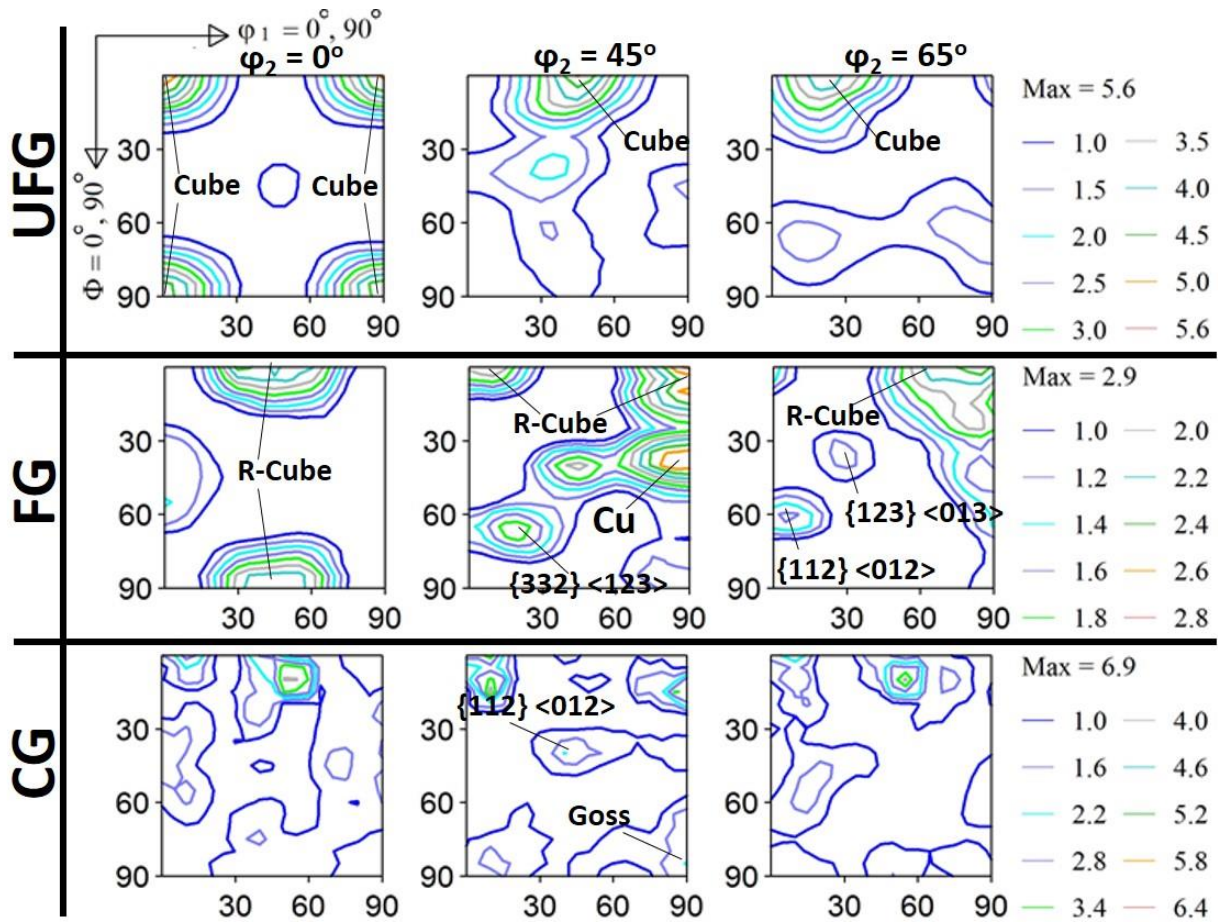 φ1 = 0°, 90°
φ2 = 0°
φ2 = 45°
φ2 = 65°
UFG
Φ = 0°, 90°
30
60
90
30 60 90
Cube
Cube
30
60
90
30 60 90
Cube
30
60
90
30 60 90
Cube
Max = 5.6
1.0 3.5
1.5 4.0
2.0 4.5
2.5 5.0
3.0 5.6
FG
30
60
90
30 60 90
R-Cube
30
60
90
30 60 90
R-Cube
Cu
{332} <123>
30
60
90
30 60 90
R-Cube
{123} <013>
{112} <012>
Max = 2.9
1.0 2.0
1.2 2.2
1.4 2.4
1.6 2.6
1.8 2.8
CG
30
60
90
30 60 90
30
60
90
30 60 90
{112} <012>
Goss
30
60
90
30 60 90
Max = 6.9
1.0 4.0
1.6 4.6
2.2 5.2
2.8 5.8
3.4 6.4